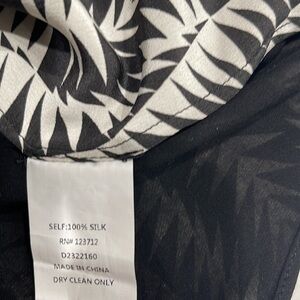 SELF:100% SILK
RN# 123712
D2322160
MADE IN CHINA
DRY CLEAN ONLY